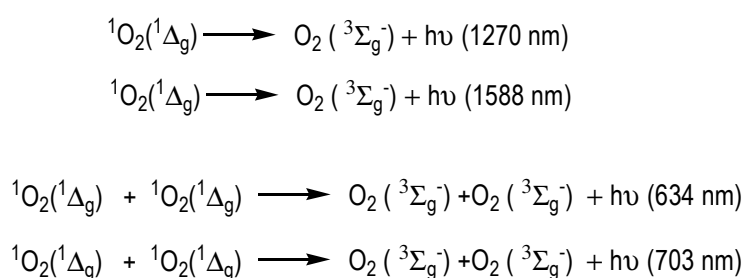 ¹O₂(¹Δg) ⟶ O₂ ( ³Σg⁻) + hυ (1270 nm)
¹O₂(¹Δg) ⟶ O₂ ( ³Σg⁻) + hυ (1588 nm)
¹O₂(¹Δg) + ¹O₂(¹Δg) ⟶ O₂ ( ³Σg⁻) +O₂ ( ³Σg⁻) + hυ (634 nm)
¹O₂(¹Δg) + ¹O₂(¹Δg) ⟶ O₂ ( ³Σg⁻) +O₂ ( ³Σg⁻) + hυ (703 nm)